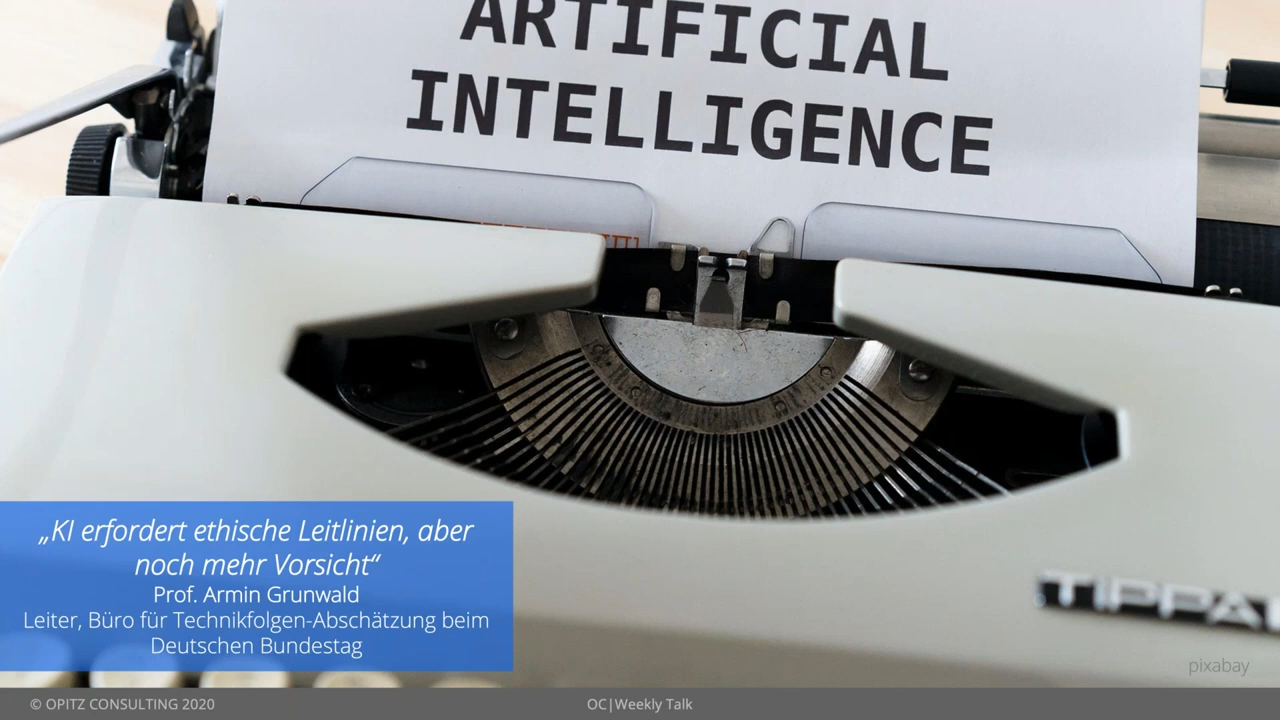 ARTIFICIAL
INTELLIGENCE
„KI erfordert ethische Leitlinien, aber
noch mehr Vorsicht“
Prof. Armin Grunwald
Leiter, Büro für Technikfolgen-Abschätzung beim
Deutschen Bundestag
TIPPA
pixabay
© OPITZ CONSULTING 2020
OC|Weekly Talk